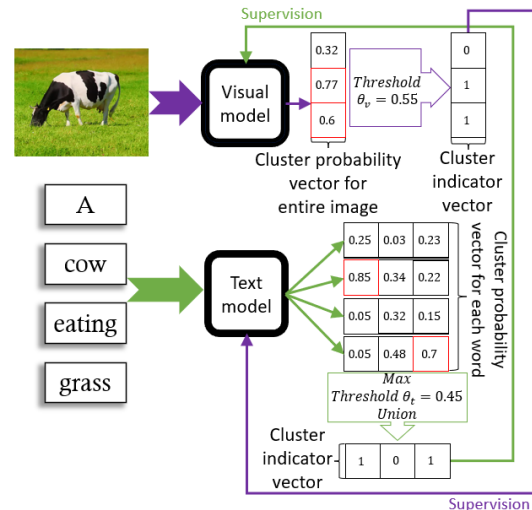 Supervision
Visual
model
0.32
0.77
0.6
Threshold
θ_v = 0.55
0
1
1
Cluster probability
vector for
entire image
Cluster
indicator
vector
A
cow
eating
grass
Text
model
0.25 0.03 0.23
0.85 0.34 0.22
0.05 0.32 0.15
0.05 0.48 0.7
Cluster probability
vector for each word
Max
Threshold θ_t = 0.45
Union
Cluster
indicator
vector
1 0 1
Supervision